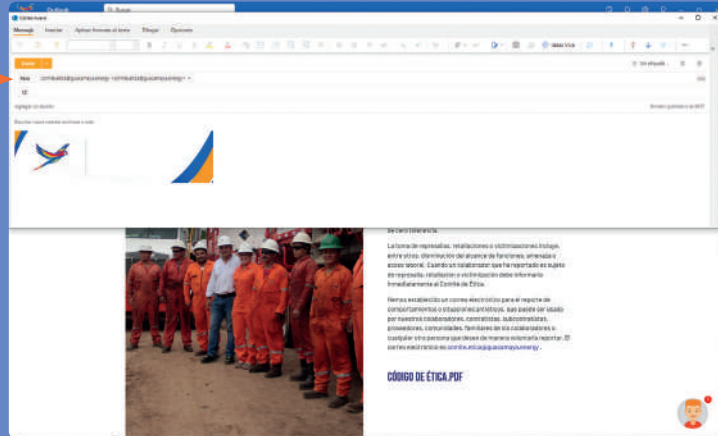 Outlook
Buscar
Mensaje Insertar Aplicar formato al texto Dibujar Opciones
Enviar
Para
CC
Agregar un asunto
de cero tolerancia.
La toma de represalias, retaliaciones o victimizaciones incluye,
entre otros: disminución del alcance de funciones, amenaza o
acoso laboral. Cuando un colaborador que ha reportado es sujeto
de represalia, retaliación o victimización debe informarlo
inmediatamente al Comité de Ética.
Hemos establecido un correo electrónico para el reporte de
comportamientos o situaciones antiéticos, que puede ser usado
por nuestros colaboradores, contratistas, subcontratistas,
proveedores, comunidades, familiares de los colaboradores o
cualquier otra persona que desee de manera voluntaria reportar. El
correo electrónico es comite.etica@guacamaya.energy .
CÓDIGO DE ÉTICA.PDF